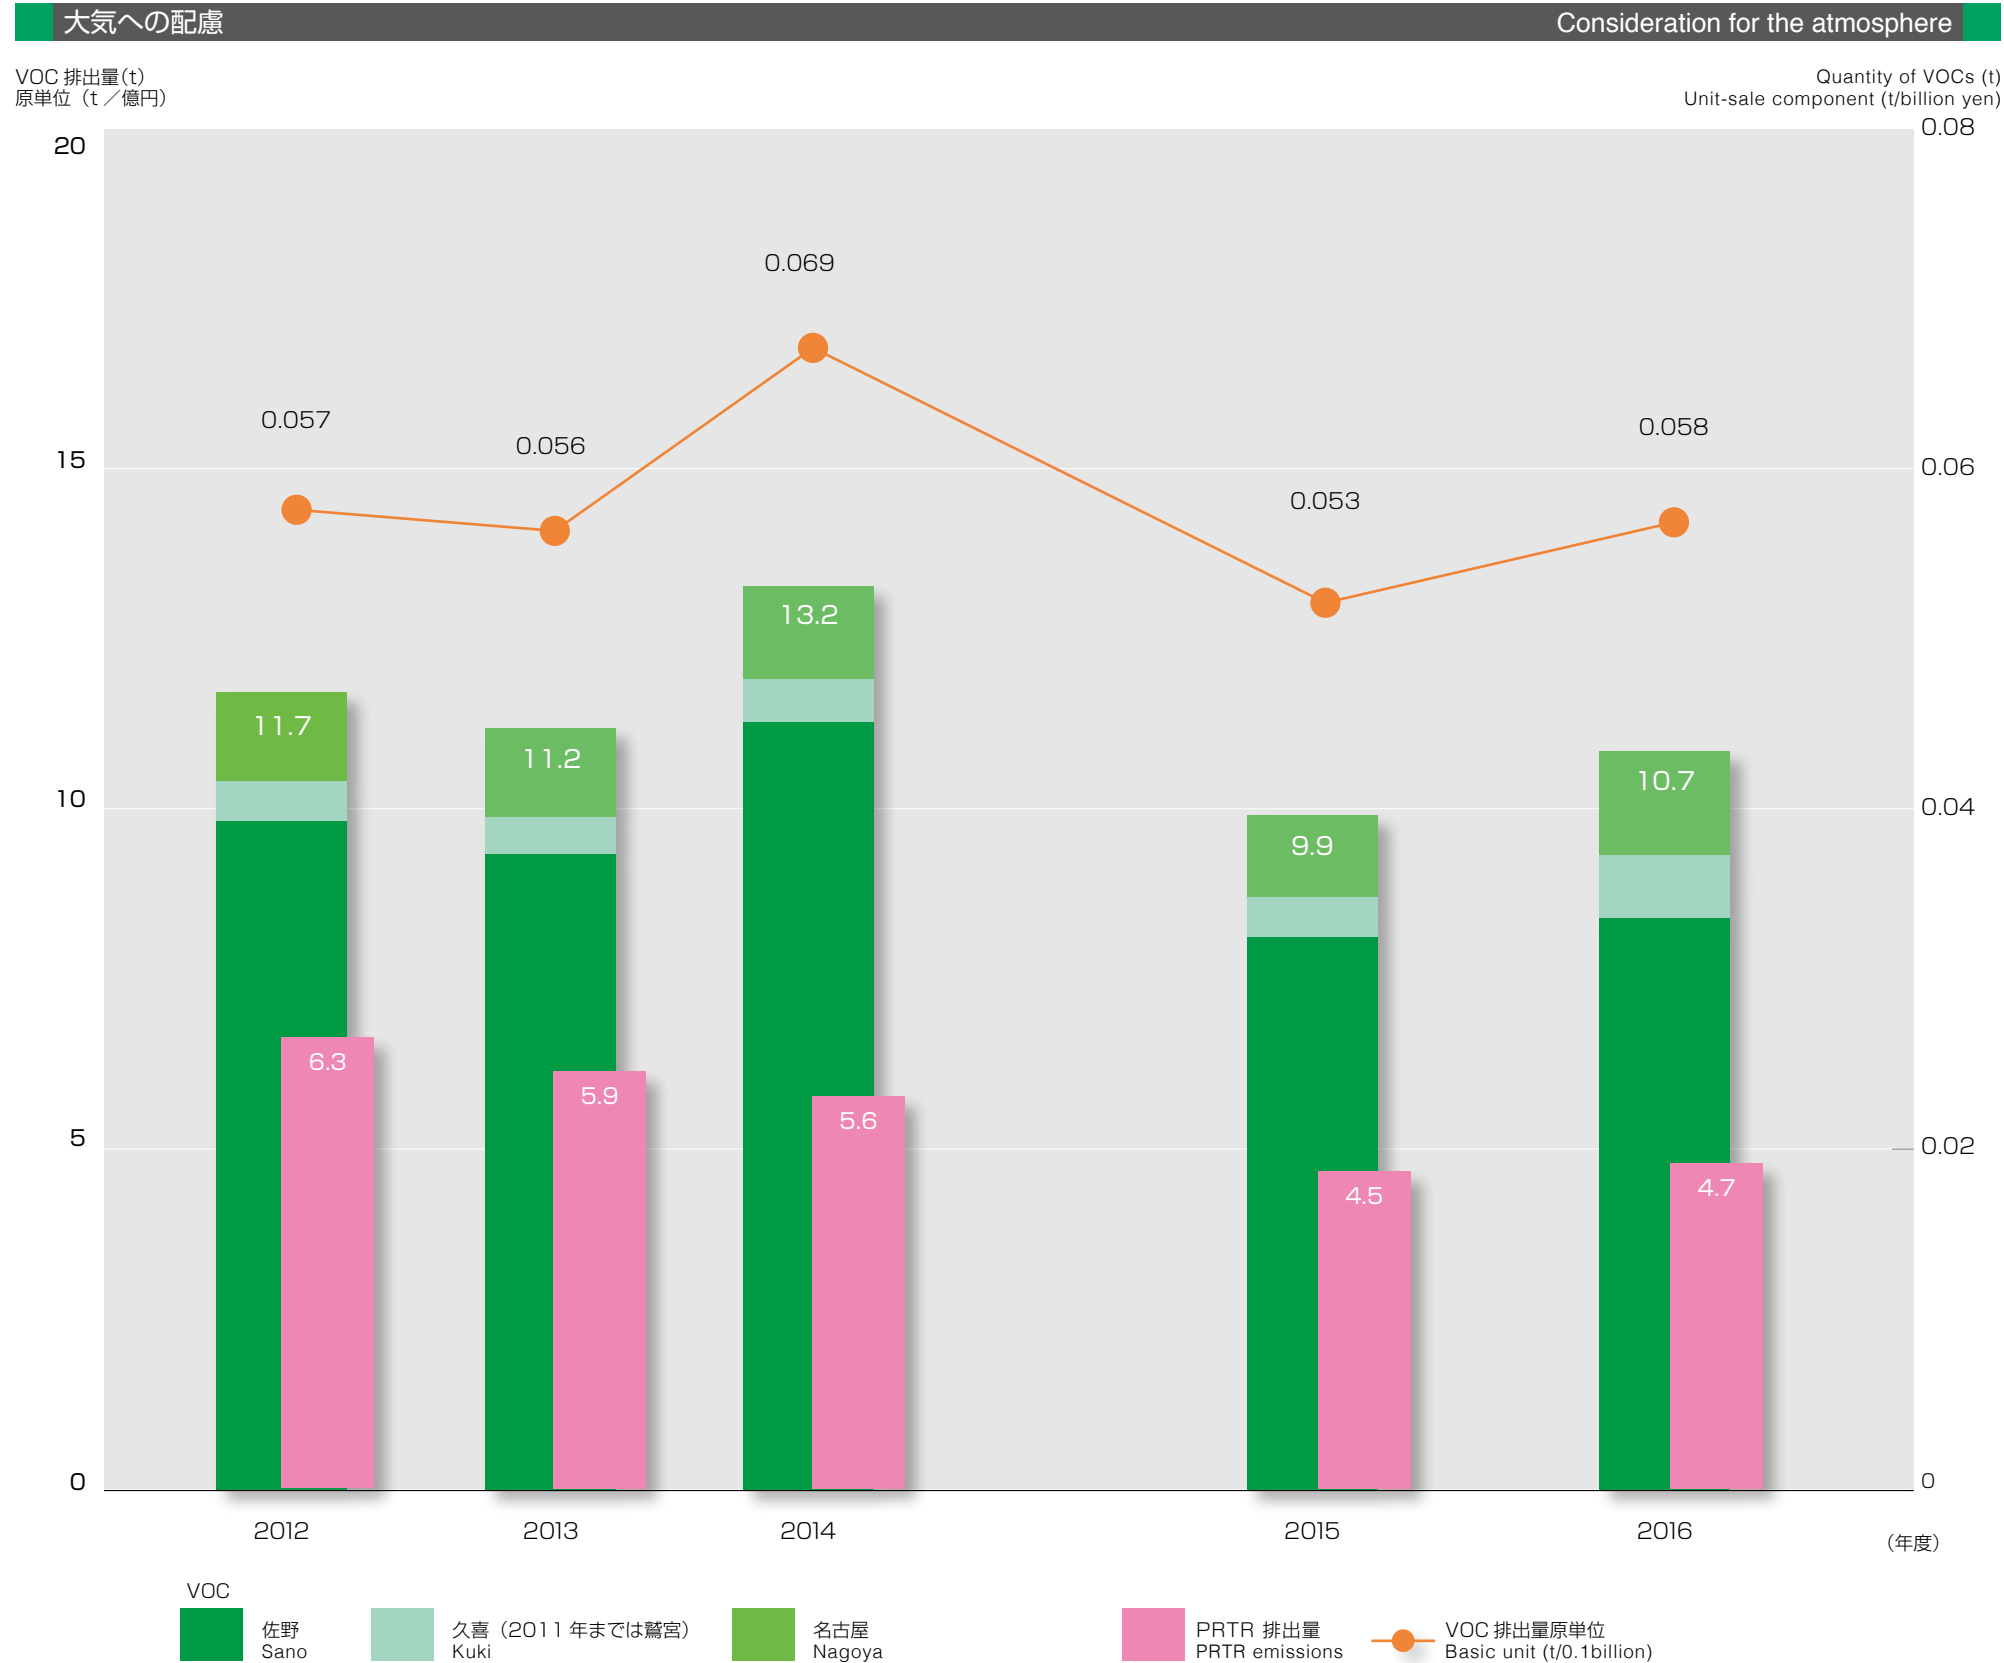 大気への配慮
Consideration for the atmosphere
VOC 排出量(t)
原単位（t ／億円）
Quantity of VOCs (t)
Unit-sale component (t/billion yen)
20
15
10
5
0
0.08
0.06
0.04
0.02
0
0.057
0.056
0.069
0.053
0.058
11.7
11.2
13.2
9.9
10.7
6.3
5.9
5.6
4.5
4.7
2012
2013
2014
2015
2016
（年度）
VOC
佐野
Sano
久喜（2011 年までは鷲宮）
Kuki
名古屋
Nagoya
PRTR 排出量
PRTR emissions
VOC 排出量原単位
Basic unit (t/0.1billion)